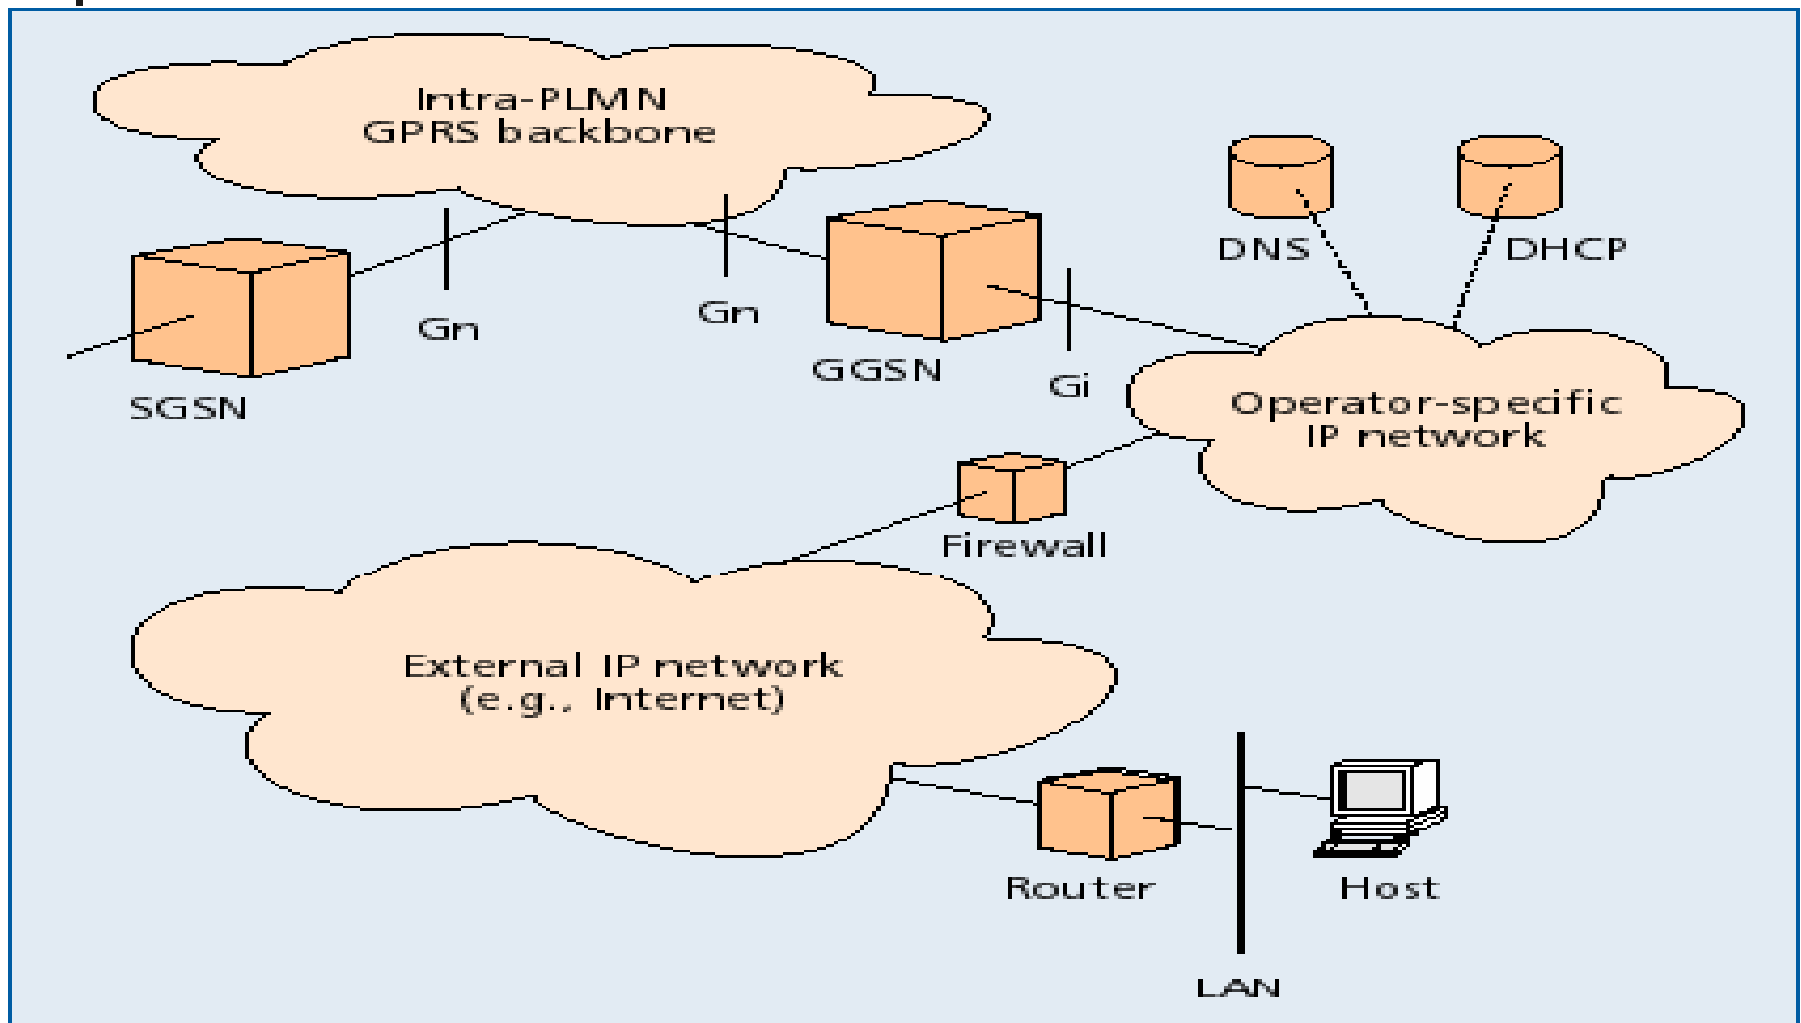 Intra-PLMN
GPRS backbone
DNS
DHCP
Gn
Gn
GGSN
Gi
SGSN
Operator-specific
IP network
Firewall
External IP network
(e.g., Internet)
Router
Host
LAN